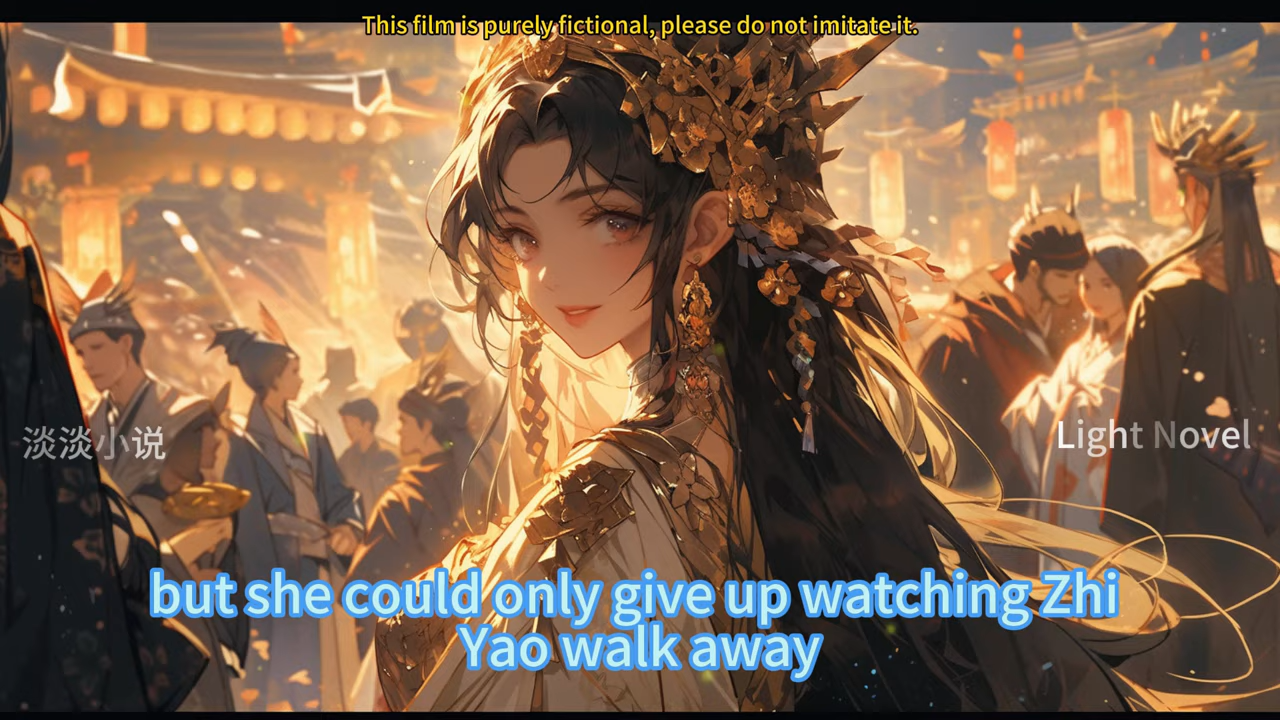 This film is purely fictional, please do not imitate it.
淡淡小说
Light Novel
but she could only give up watching Zhi
Yao walk away